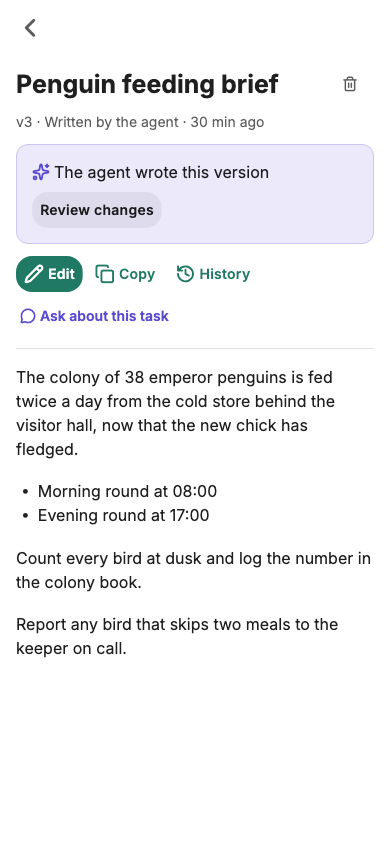 Penguin feeding brief
v3 · Written by the agent · 30 min ago
The agent wrote this version
Review changes
Edit
Copy
History
Ask about this task
The colony of 38 emperor penguins is fed
twice a day from the cold store behind the
visitor hall, now that the new chick has
fledged.
• Morning round at 08:00
• Evening round at 17:00
Count every bird at dusk and log the number in
the colony book.
Report any bird that skips two meals to the
keeper on call.